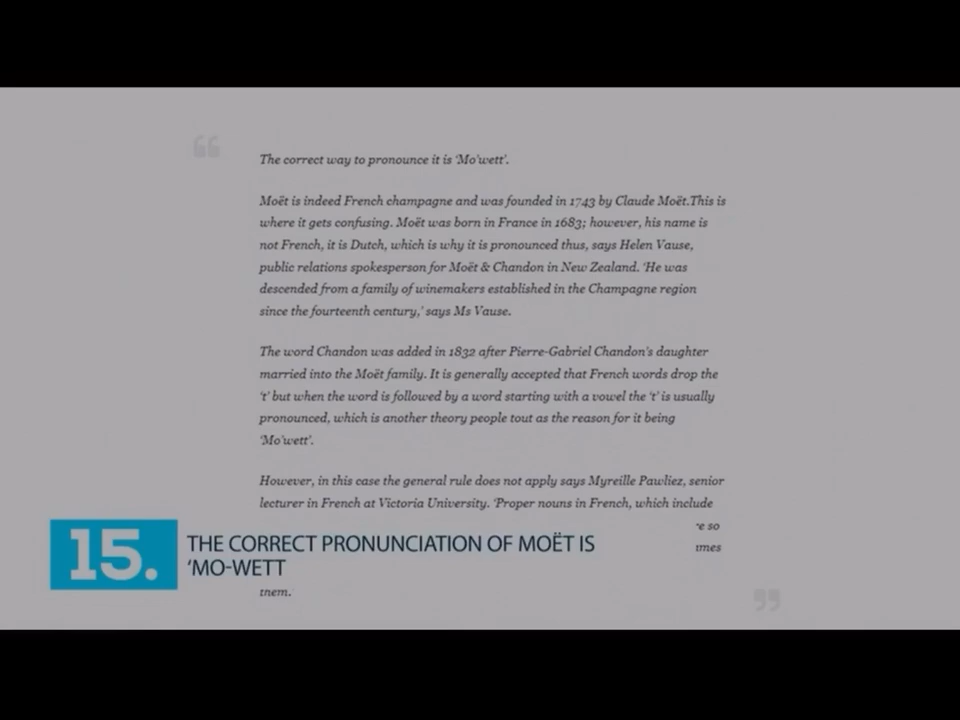 The correct way to pronounce it is 'Mo'wett'.
Moët is indeed French champagne and was founded in 1743 by Claude Moët.This is
where it gets confusing. Moët was born in France in 1683; however, his name is
not French, it is Dutch, which is why it is pronounced thus, says Helen Vause,
public relations spokesperson for Moët & Chandon in New Zealand. 'He was
descended from a family of winemakers established in the Champagne region
since the fourteenth century,' says Ms Vause.
The word Chandon was added in 1832 after Pierre-Gabriel Chandon's daughter
married into the Moët family. It is generally accepted that French words drop the
't' but when the word is followed by a word starting with a vowel the 't' is usually
pronounced, which is another theory people tout as the reason for it being
'Mo'wett'.
However, in this case the general rule does not apply says Myreille Pawliez, senior
lecturer in French at Victoria University. 'Proper nouns in French, which include
so
15.
THE CORRECT PRONUNCIATION OF MOËT IS
'MO-WETT
them.